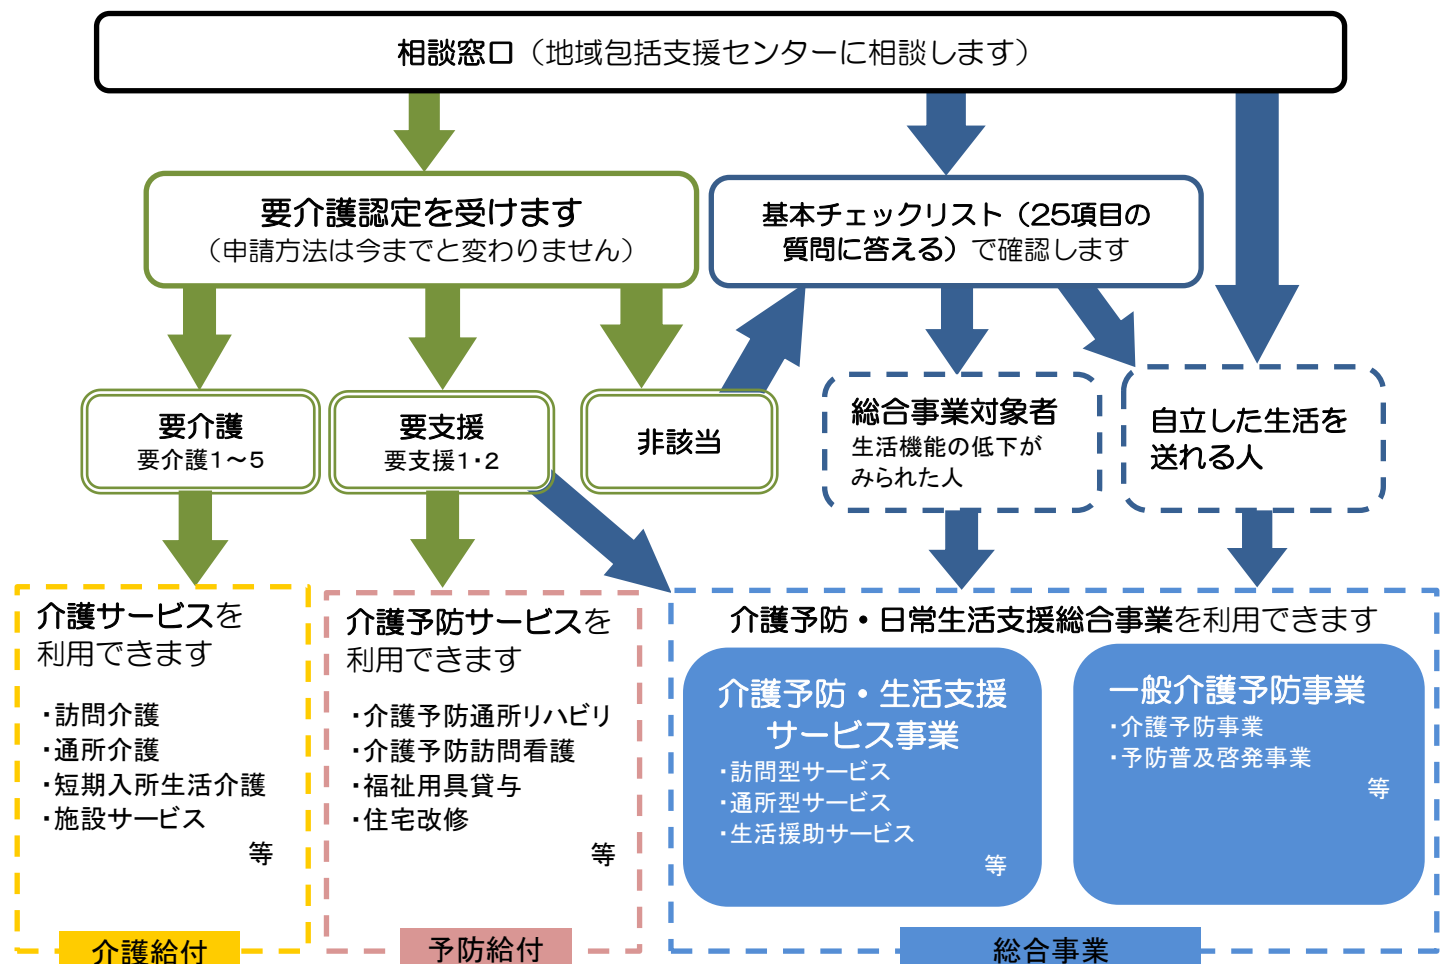 相談窓口（地域包括支援センターに相談します）
要介護認定を受けます
（申請方法は今までと変わりません）
基本チェックリスト（25項目の
質問に答える）で確認します
要介護
要介護1～5
要支援
要支援1・2
非該当
総合事業対象者
生活機能の低下が
みられた人
自立した生活を
送れる人
介護サービスを
利用できます
・訪問介護
・通所介護
・短期入所生活介護
・施設サービス
等
介護給付
介護予防サービスを
利用できます
・介護予防通所リハビリ
・介護予防訪問看護
・福祉用具貸与
・住宅改修
等
予防給付
介護予防・日常生活支援総合事業を利用できます
介護予防・生活支援
サービス事業
・訪問型サービス
・通所型サービス
・生活援助サービス
等
一般介護予防事業
・介護予防事業
・予防普及啓発事業
等
総合事業